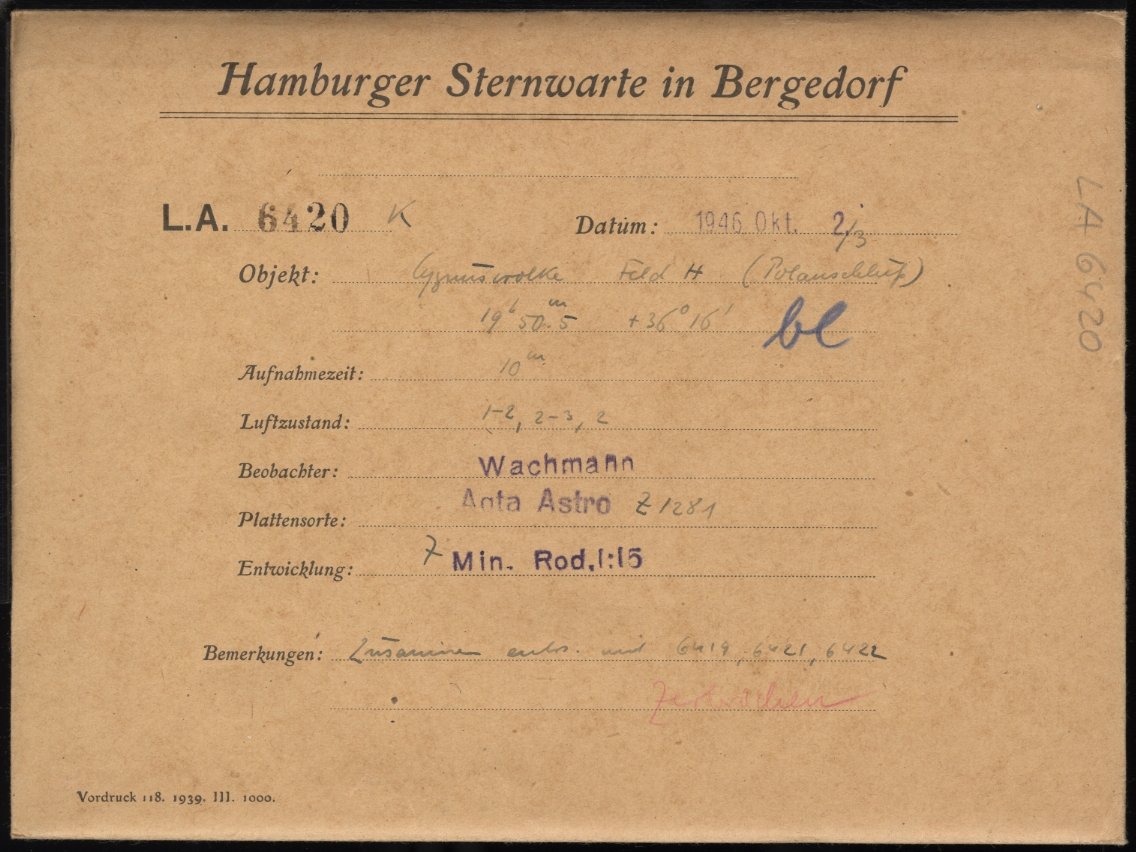 Hamburger Sternwarte in Bergedorf
L.A. 6420 K
Datum: 1946 Okt. 2/3
Objekt: Cygnuswolke Feld H (Polanschluß)
19h 50m.5 +36° 16'
bl
Aufnahmezeit: 10m
Luftzustand: 1-2, 2-3, 2
Beobachter: Wachmann
Plattensorte: Agfa Astro Z 1281
Entwicklung: 7 Min. Rod. 1:15
Bemerkungen: Zusammen entw. mit 6419, 6421, 6422
Zerbrochen
Vordruck 118. 1939. III. 1000.
LA 6420